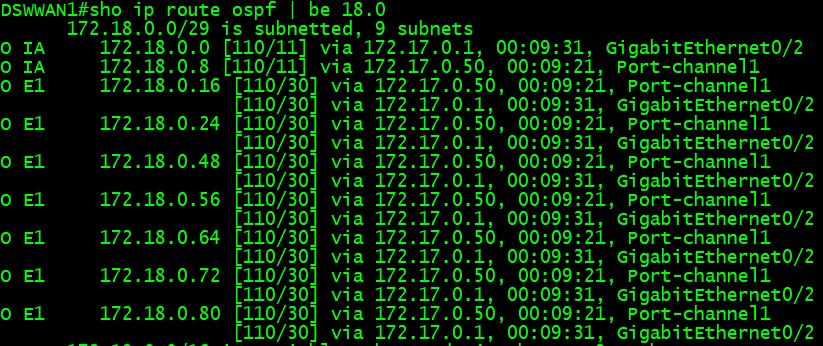 DSWWAN1#sho ip route ospf | be 18.0
172.18.0.0/29 is subnetted, 9 subnets
O IA 172.18.0.0 [110/11] via 172.17.0.1, 00:09:31, GigabitEthernet0/2
O IA 172.18.0.8 [110/11] via 172.17.0.50, 00:09:21, Port-channel1
O E1 172.18.0.16 [110/30] via 172.17.0.50, 00:09:21, Port-channel1
[110/30] via 172.17.0.1, 00:09:31, GigabitEthernet0/2
O E1 172.18.0.24 [110/30] via 172.17.0.50, 00:09:21, Port-channel1
[110/30] via 172.17.0.1, 00:09:31, GigabitEthernet0/2
O E1 172.18.0.48 [110/30] via 172.17.0.50, 00:09:21, Port-channel1
[110/30] via 172.17.0.1, 00:09:31, GigabitEthernet0/2
O E1 172.18.0.56 [110/30] via 172.17.0.50, 00:09:21, Port-channel1
[110/30] via 172.17.0.1, 00:09:31, GigabitEthernet0/2
O E1 172.18.0.64 [110/30] via 172.17.0.50, 00:09:21, Port-channel1
[110/30] via 172.17.0.1, 00:09:31, GigabitEthernet0/2
O E1 172.18.0.72 [110/30] via 172.17.0.50, 00:09:21, Port-channel1
[110/30] via 172.17.0.1, 00:09:31, GigabitEthernet0/2
O E1 172.18.0.80 [110/30] via 172.17.0.50, 00:09:21, Port-channel1
[110/30] via 172.17.0.1, 00:09:31, GigabitEthernet0/2